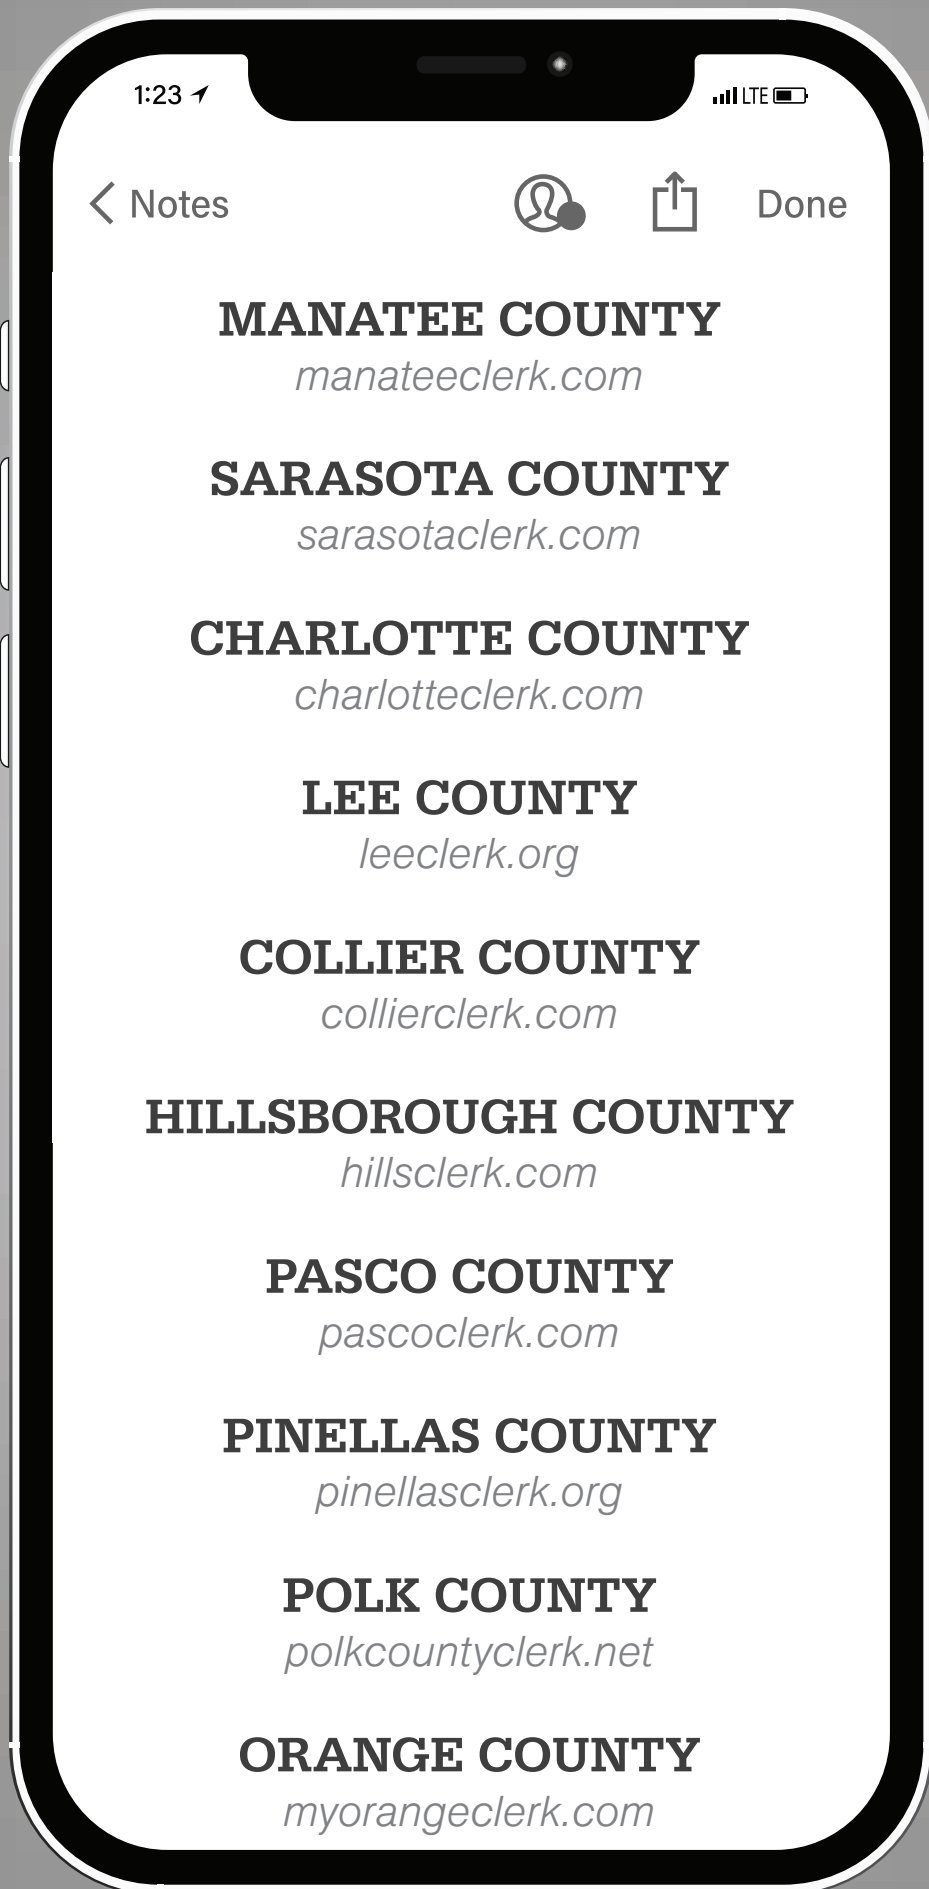 1:23 LTE
Notes Done
MANATEE COUNTY
manateeclerk.com
SARASOTA COUNTY
sarasotaclerk.com
CHARLOTTE COUNTY
charlotteclerk.com
LEE COUNTY
leeclerk.org
COLLIER COUNTY
collierclerk.com
HILLSBOROUGH COUNTY
hillsclerk.com
PASCO COUNTY
pascoclerk.com
PINELLAS COUNTY
pinellasclerk.org
POLK COUNTY
polkcountyclerk.net
ORANGE COUNTY
myorangeclerk.com